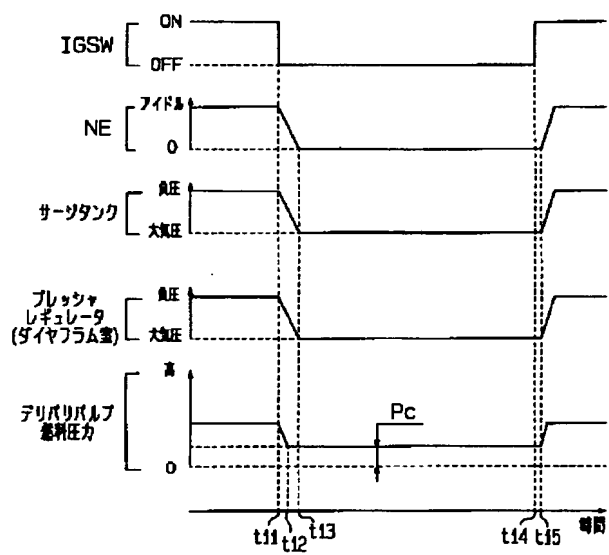 ON
IGSW
OFF
アイドル
NE
0
負圧
サージタンク
大気圧
負圧
プレッシャ
レギュレータ
(ダイヤフラム室)
大気圧
高
デリバリパルプ
燃料圧力
Pc
0
t11
t12
t13
t14
t15
時間